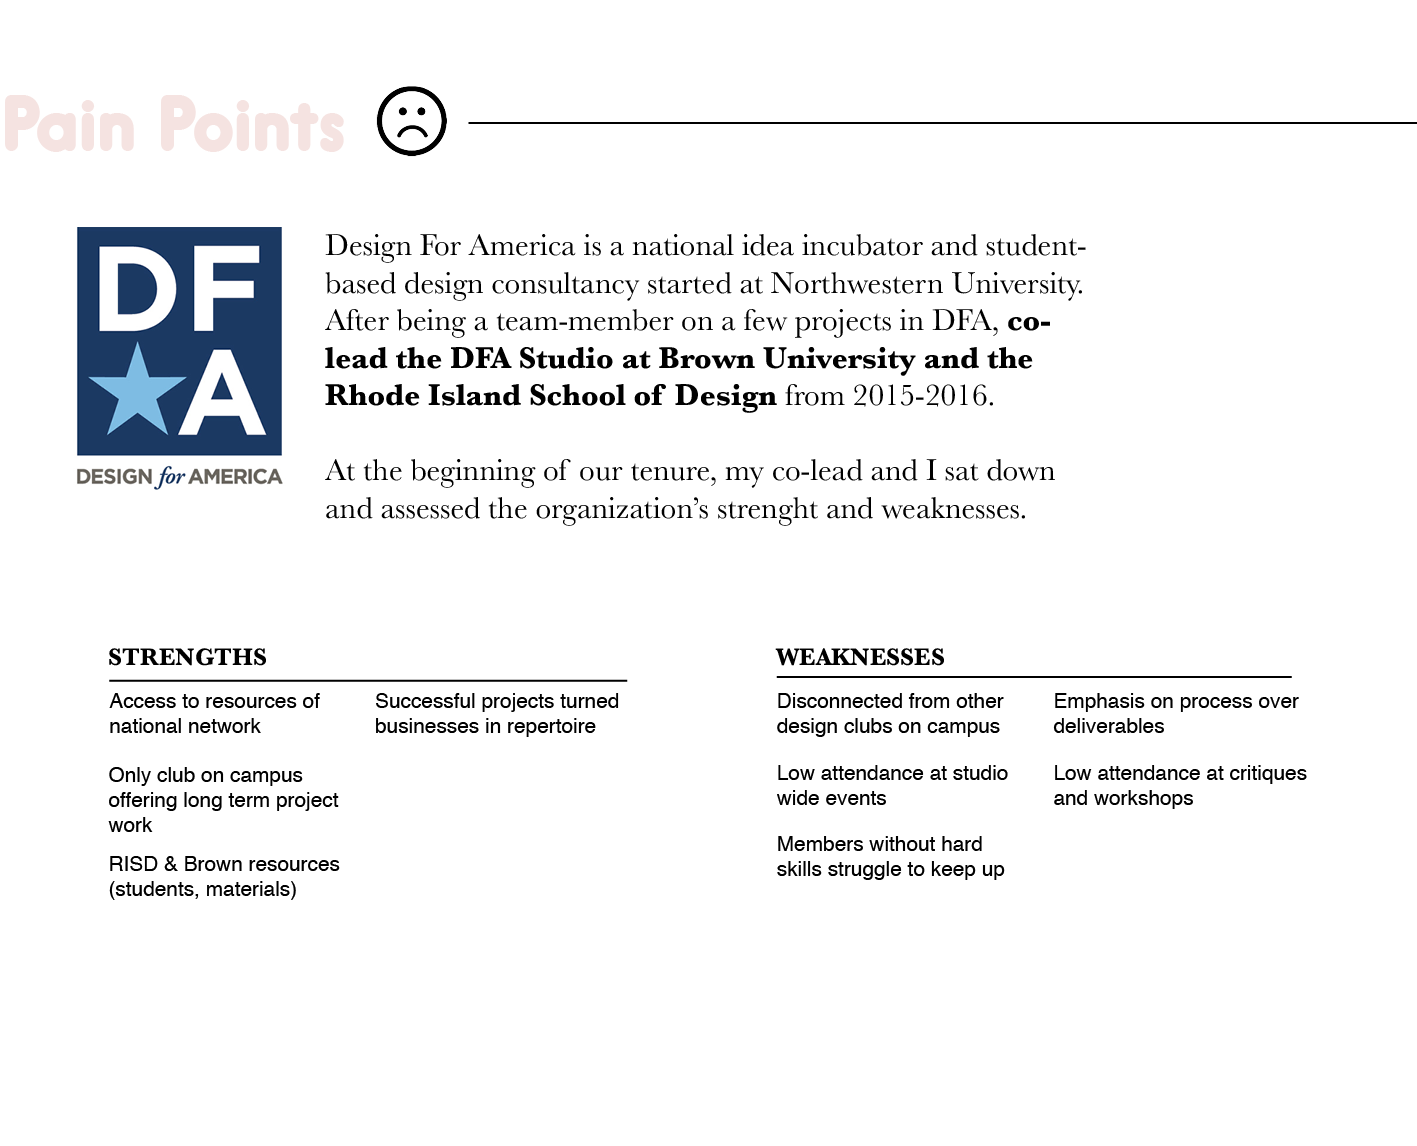 Pain Points
DF
A
DESIGN for AMERICA
Design For America is a national idea incubator and student-
based design consultancy started at Northwestern University.
After being a team-member on a few projects in DFA, co-
lead the DFA Studio at Brown University and the
Rhode Island School of Design from 2015-2016.
At the beginning of our tenure, my co-lead and I sat down
and assessed the organization’s strenght and weaknesses.
STRENGTHS
Access to resources of
national network
Only club on campus
offering long term project
work
RISD & Brown resources
(students, materials)
Successful projects turned
businesses in repertoire
WEAKNESSES
Disconnected from other
design clubs on campus
Low attendance at studio
wide events
Members without hard
skills struggle to keep up
Emphasis on process over
deliverables
Low attendance at critiques
and workshops